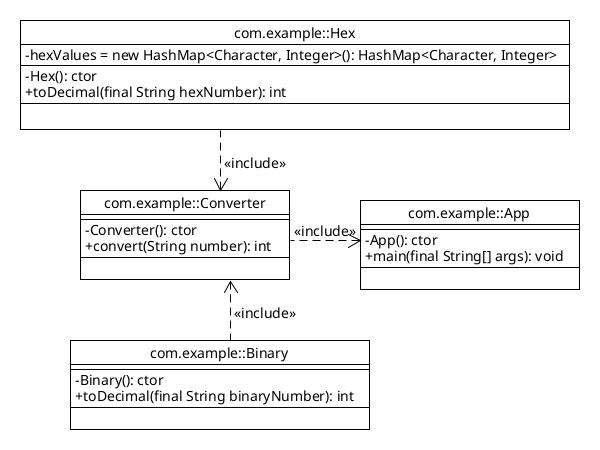 com.example::Hex
-hexValues = new HashMap<Character, Integer>(): HashMap<Character, Integer>
-Hex(): ctor
+toDecimal(final String hexNumber): int
«include»
com.example::Converter
-Converter(): ctor
+convert(String number): int
«include»
com.example::App
-App(): ctor
+main(final String[] args): void
«include»
com.example::Binary
-Binary(): ctor
+toDecimal(final String binaryNumber): int